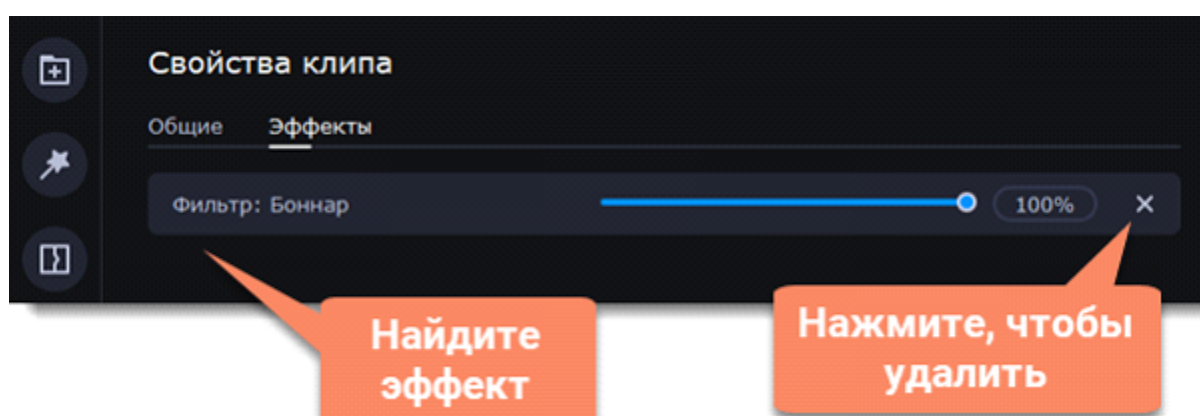 Свойства клипа
Общие Эффекты
Фильтр: Боннар 100%
Найдите
эффект
Нажмите, чтобы
удалить